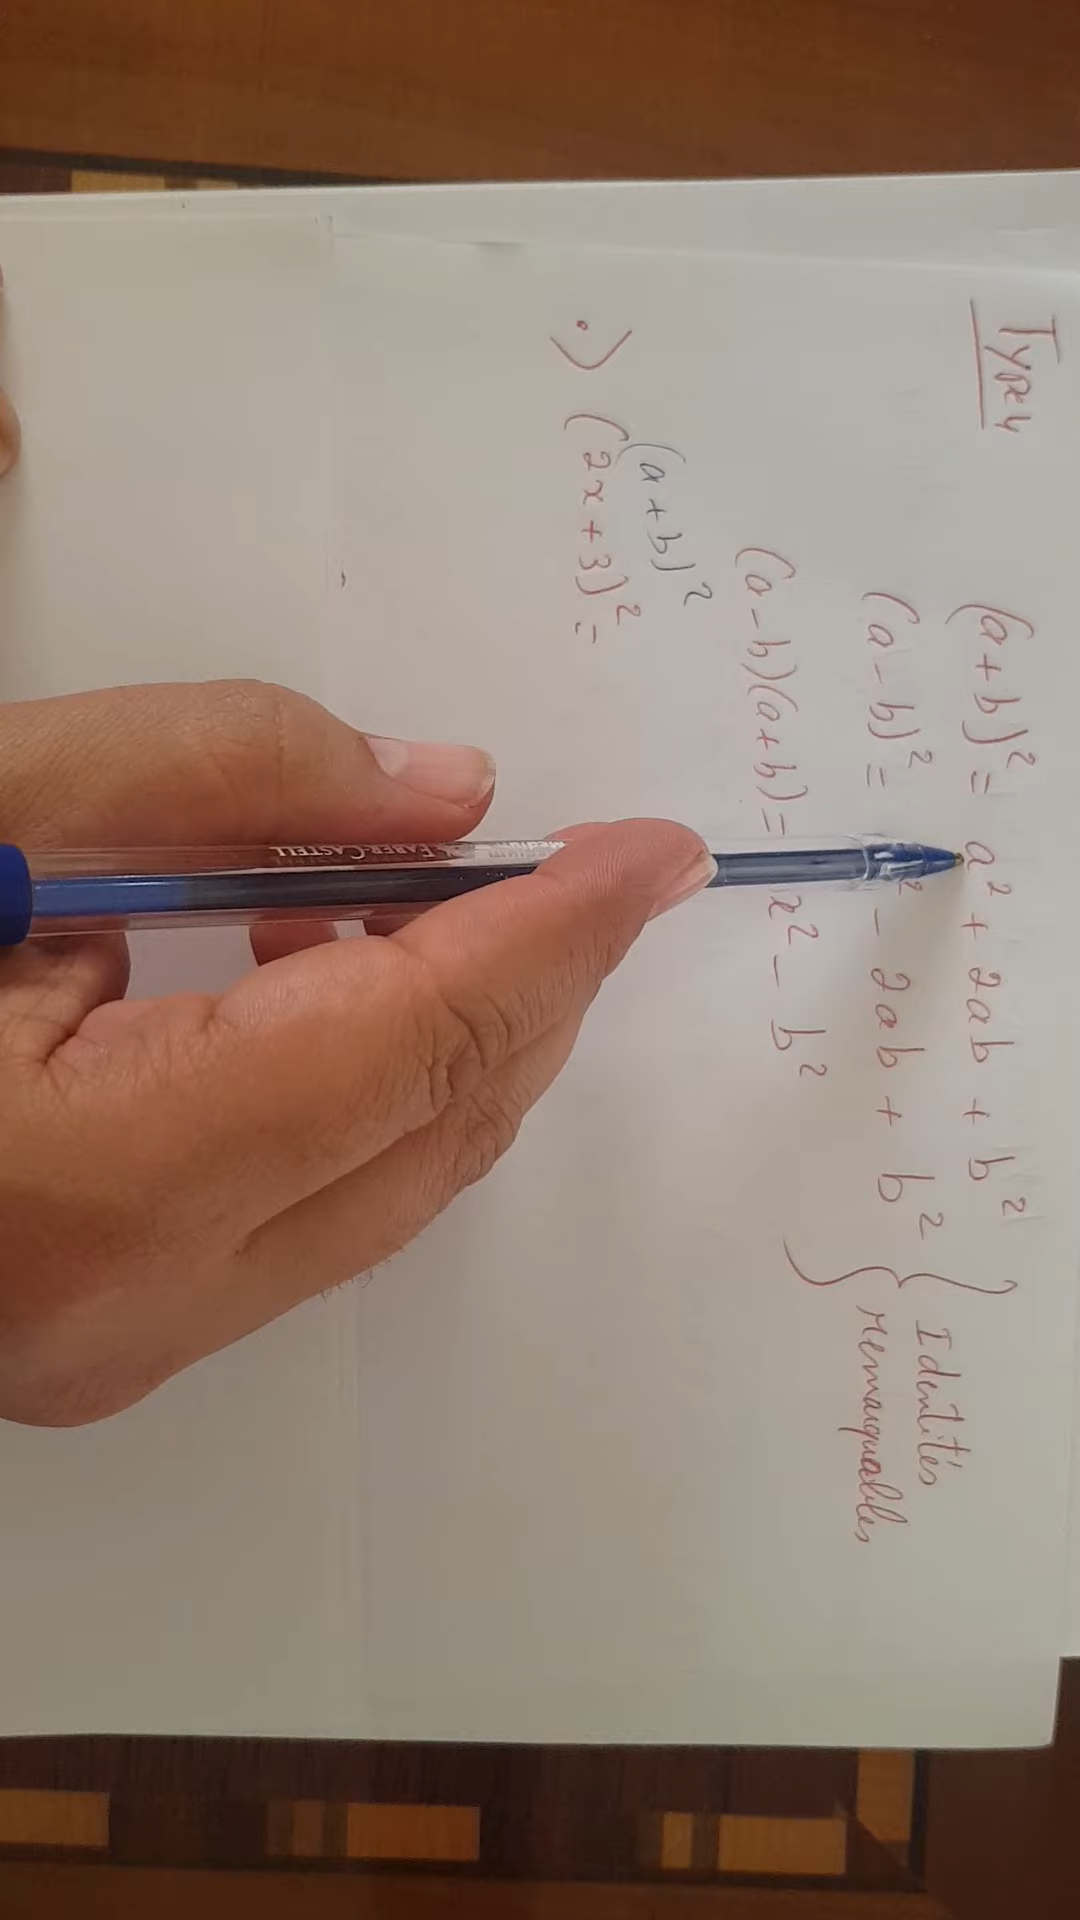 Type 4
(a+b)² = a² + 2ab + b²
(a-b)² = ² - 2ab + b²
(a-b)(a+b) = x² - b²
Identités
remarquables
(a+b)²
•) (2x+3)² =
FABER-CASTELL
Medium